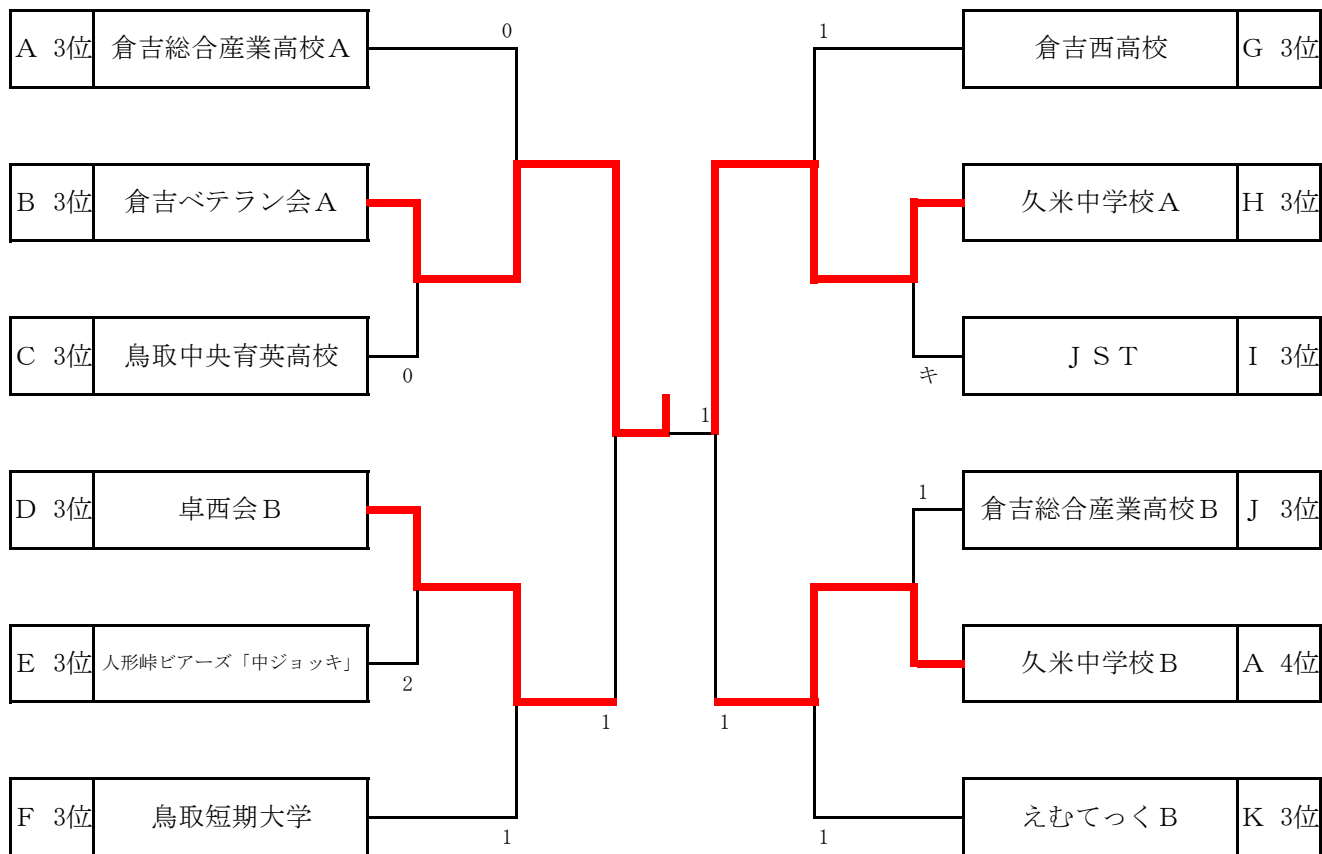 A 3位 倉吉総合産業高校A
0
1
倉吉西高校 G 3位
B 3位 倉吉ベテラン会A
久米中学校A H 3位
C 3位 鳥取中央育英高校
0
キ
JST I 3位
1
D 3位 卓西会B
1
倉吉総合産業高校B J 3位
E 3位 人形峠ビアーズ「中ジョッキ」
2
久米中学校B A 4位
1
1
F 3位 鳥取短期大学
1
1
えむてっくB K 3位